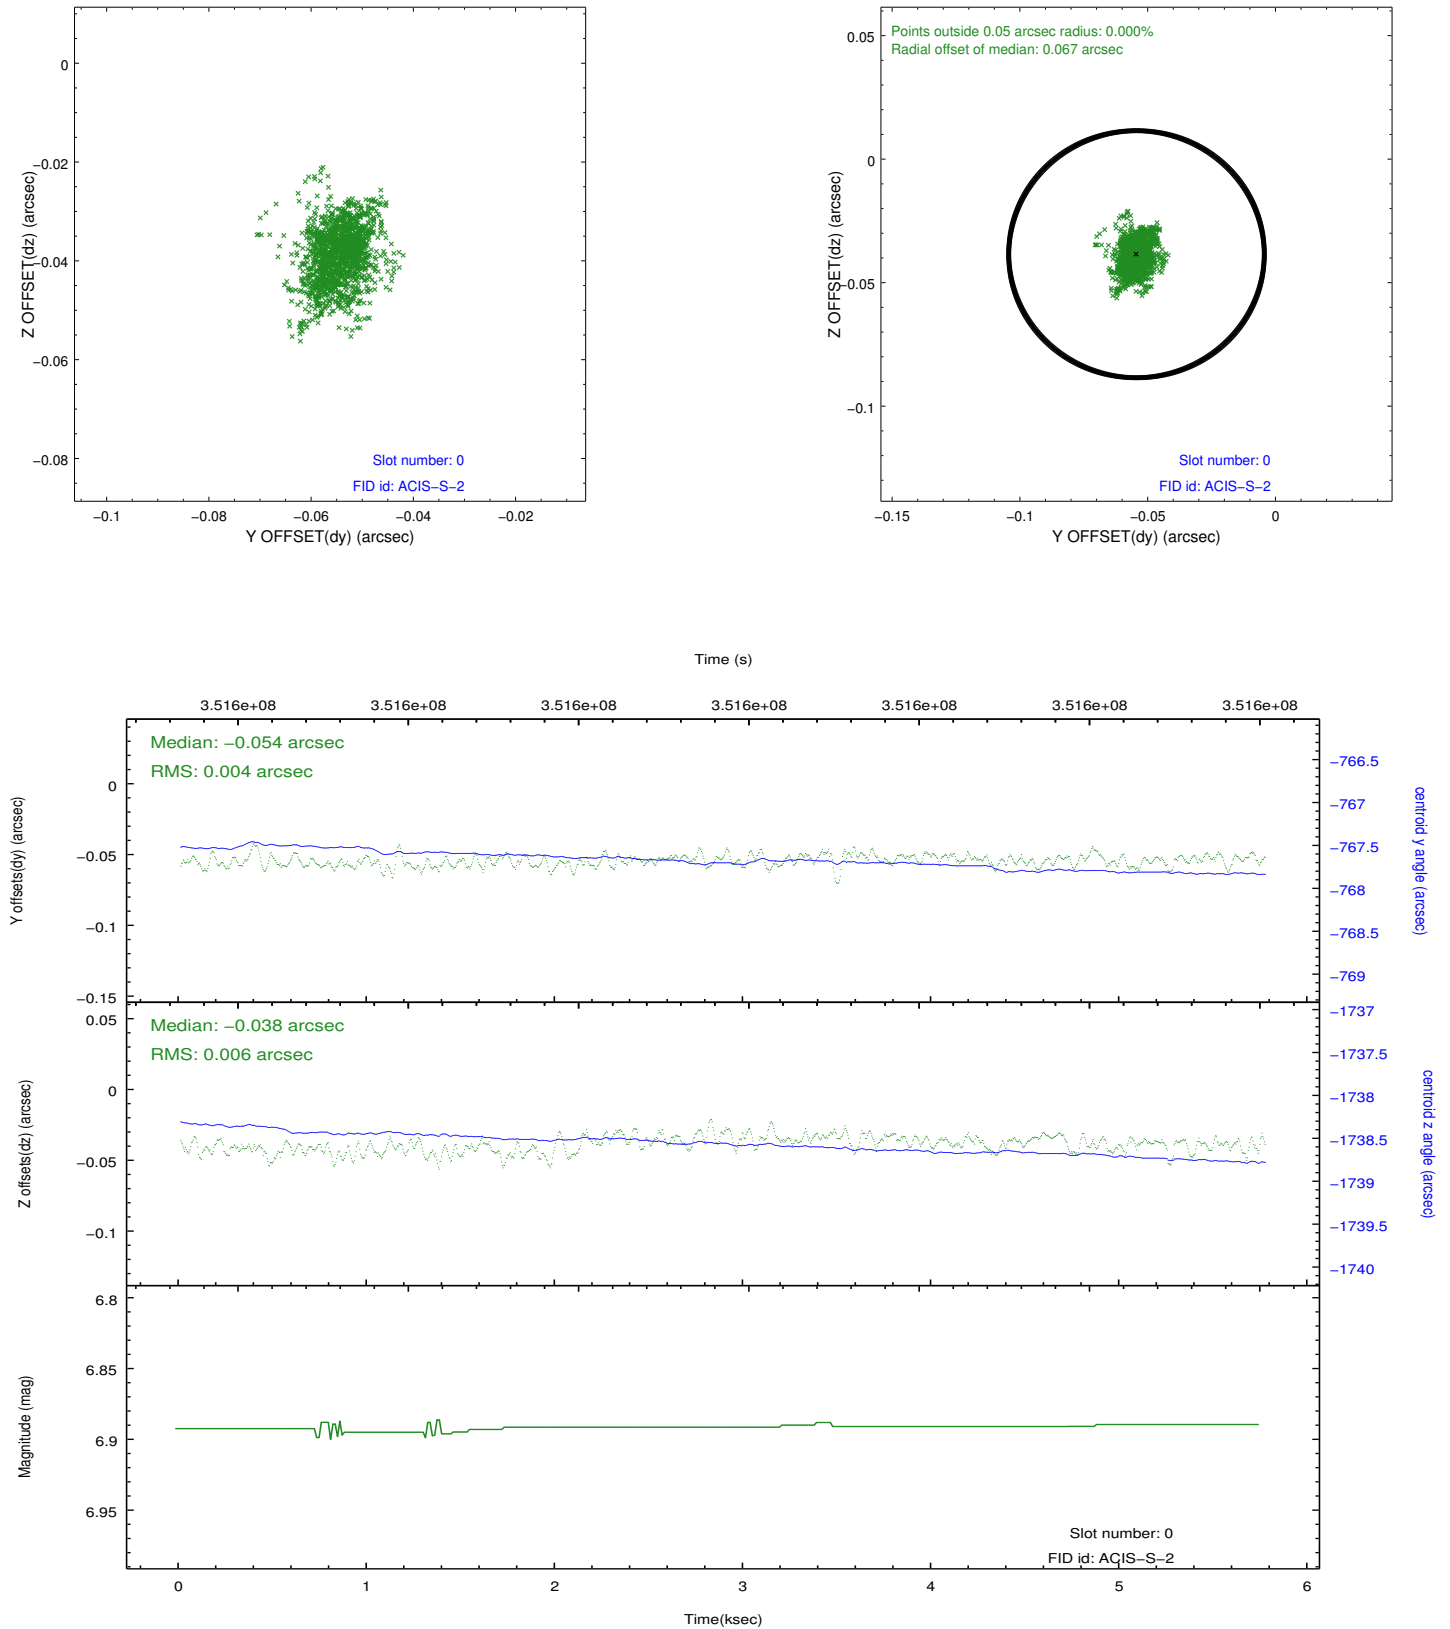 0
−0.02
−0.04
−0.06
−0.08
Z OFFSET(dz) (arcsec)
Slot number: 0
FID id: ACIS−S−2
−0.1
−0.08
−0.06
−0.04
−0.02
Y OFFSET(dy) (arcsec)
Points outside 0.05 arcsec radius: 0.000%
Radial offset of median: 0.067 arcsec
0.05
0
−0.05
−0.1
Z OFFSET(dz) (arcsec)
Slot number: 0
FID id: ACIS−S−2
−0.15
−0.1
−0.05
0
Y OFFSET(dy) (arcsec)
Time (s)
3.516e+08
3.516e+08
3.516e+08
3.516e+08
3.516e+08
3.516e+08
3.516e+08
Median: −0.054 arcsec
RMS: 0.004 arcsec
0
−0.05
−0.1
−0.15
Y offsets(dy) (arcsec)
−766.5
−767
−767.5
−768
−768.5
−769
centroid y angle (arcsec)
Median: −0.038 arcsec
RMS: 0.006 arcsec
0.05
0
−0.05
−0.1
Z offsets(dz) (arcsec)
−1737
−1737.5
−1738
−1738.5
−1739
−1739.5
−1740
centroid z angle (arcsec)
6.8
6.85
6.9
6.95
Magnitude (mag)
Slot number: 0
FID id: ACIS−S−2
0
1
2
3
4
5
6
Time(ksec)